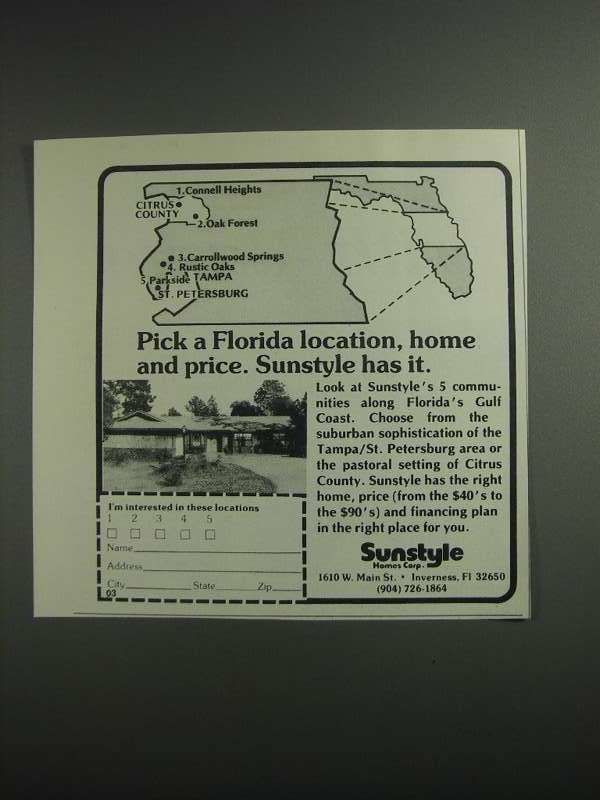 1.Connell Heights
CITRUS
COUNTY
2.Oak Forest
3.Carrollwood Springs
4. Rustic Oaks
5.Parkside TAMPA
ST. PETERSBURG
Pick a Florida location, home
and price. Sunstyle has it.
Look at Sunstyle's 5 commu-
nities along Florida's Gulf
Coast. Choose from the
suburban sophistication of the
Tampa/St. Petersburg area or
the pastoral setting of Citrus
County. Sunstyle has the right
home, price (from the $40's to
the $90's) and financing plan
in the right place for you.
I'm interested in these locations
1 2 3 4 5
Name
Address
City State Zip
03
Sunstyle
Homes Corp.
1610 W. Main St. • Inverness, Fl 32650
(904) 726-1864